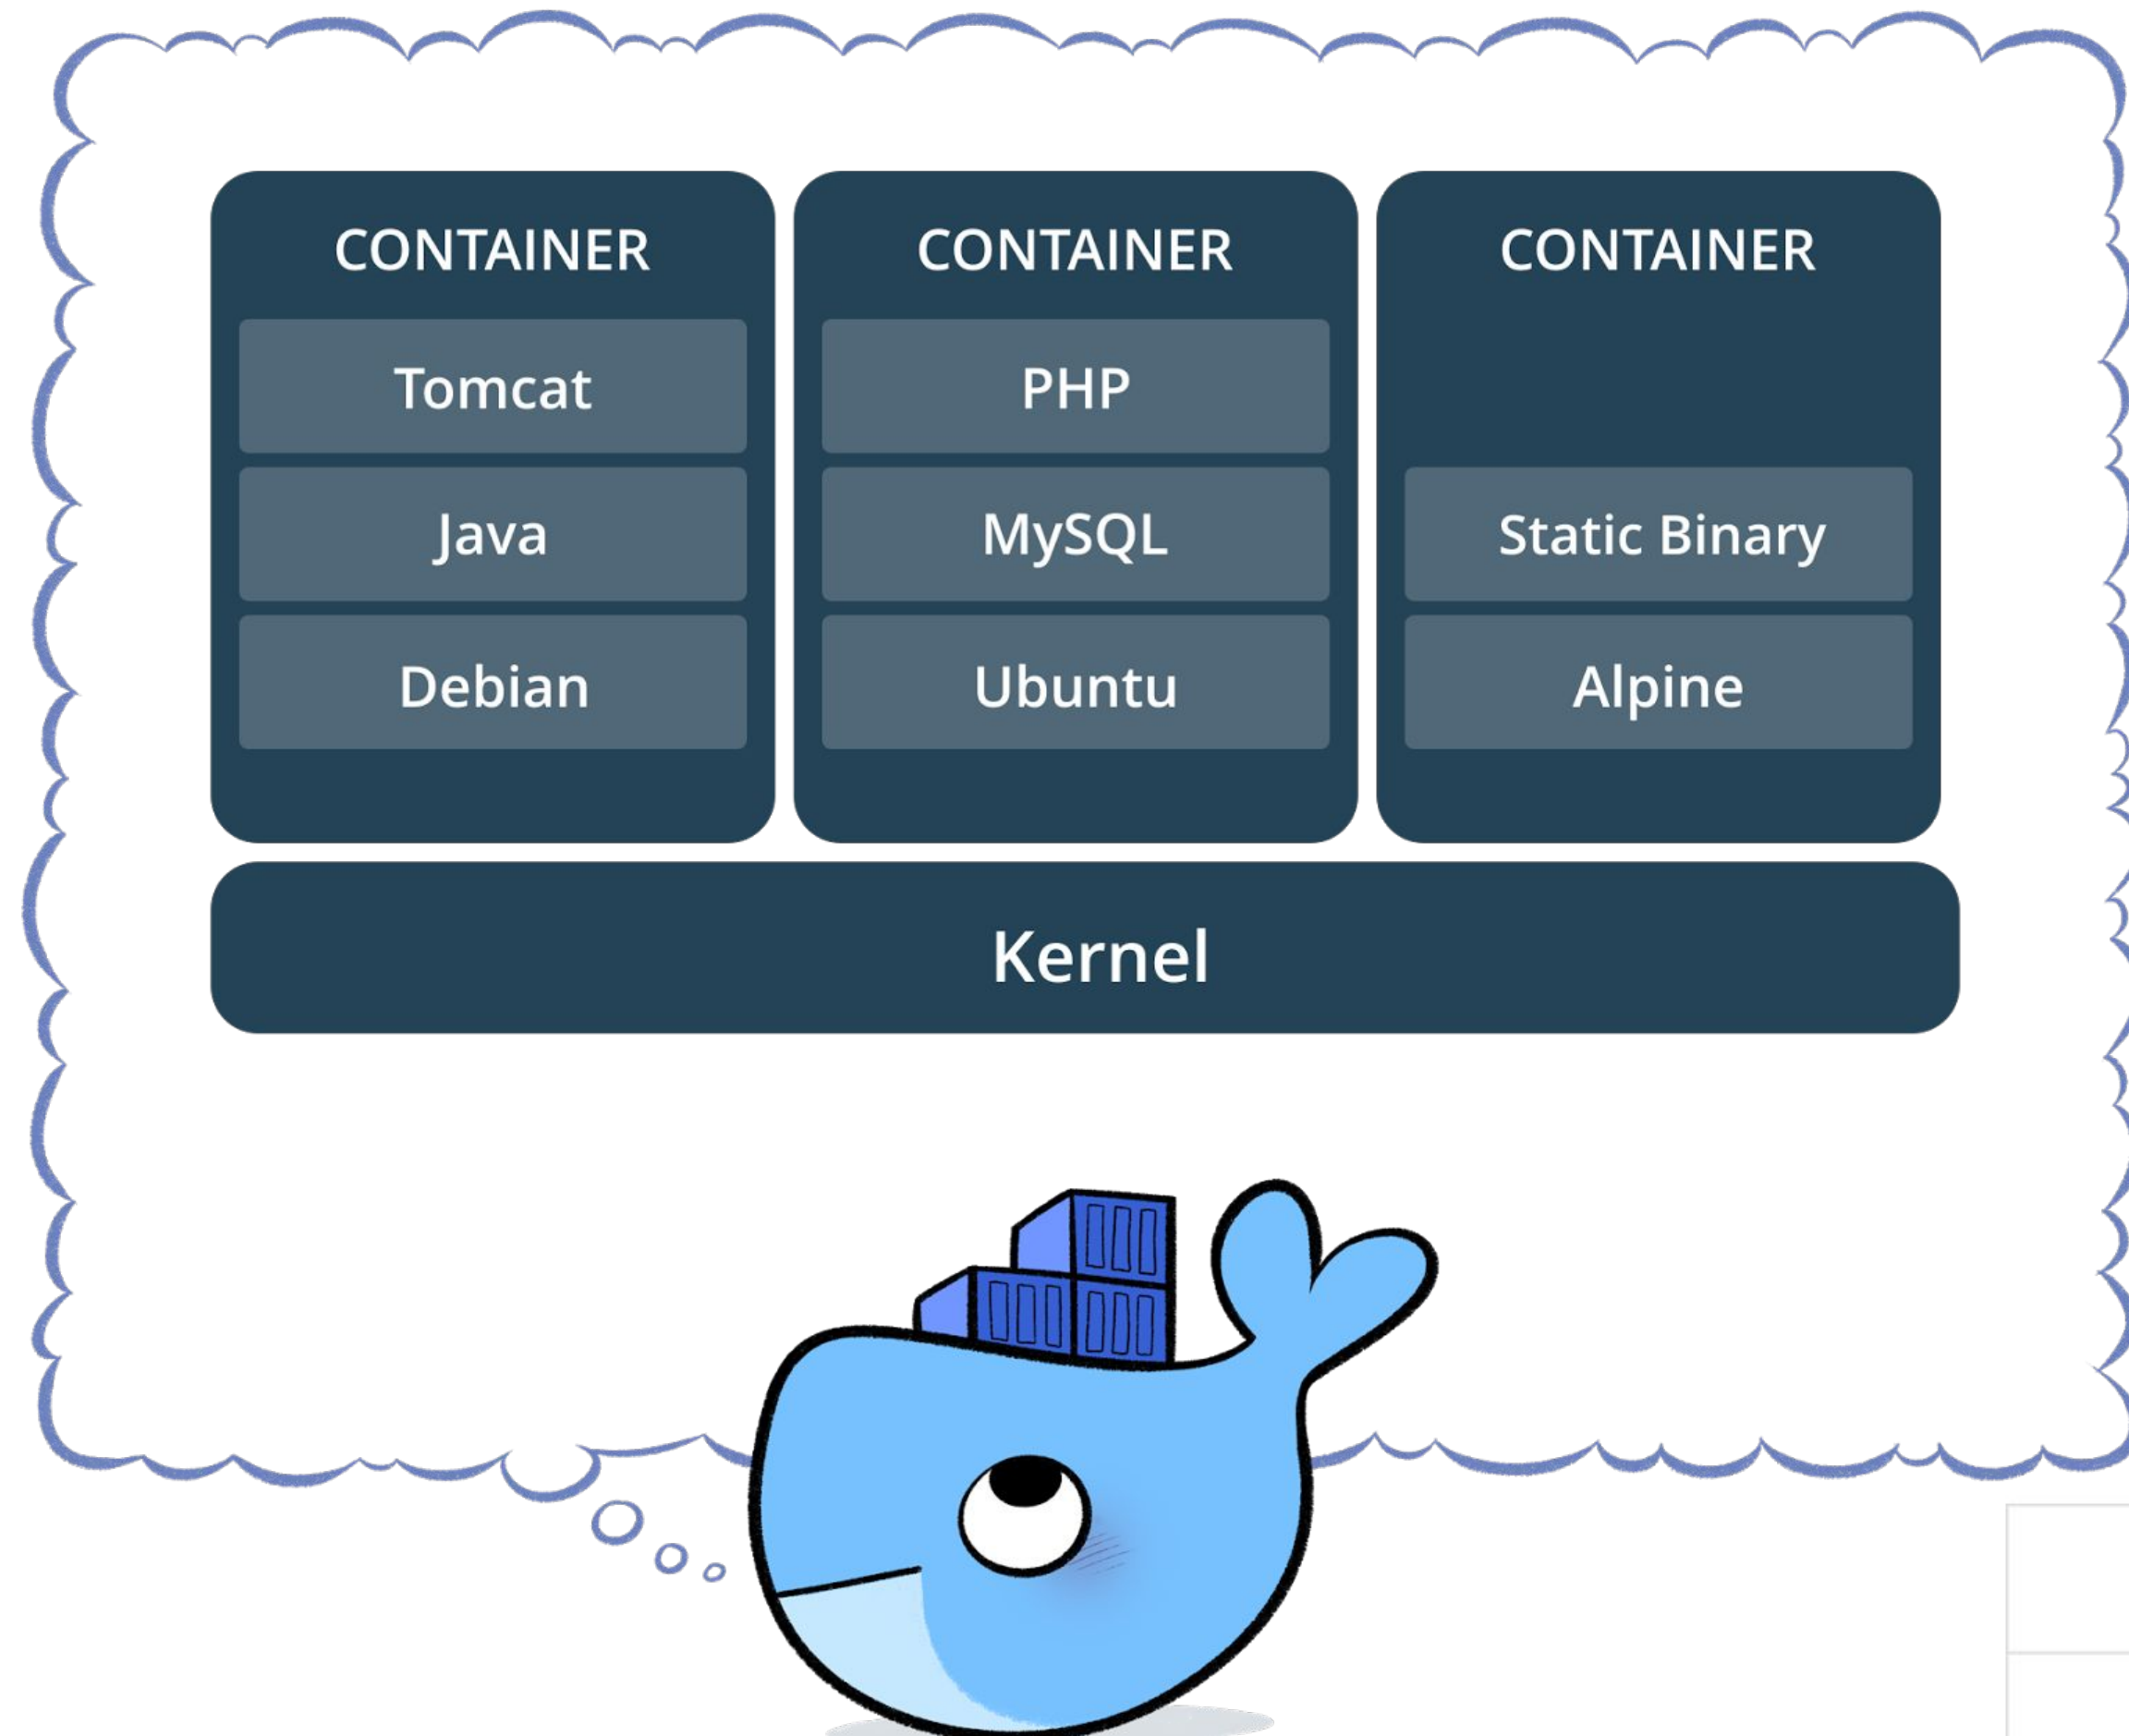 CONTAINER
Tomcat
Java
Debian
CONTAINER
PHP
MySQL
Ubuntu
CONTAINER
Static Binary
Alpine
Kernel